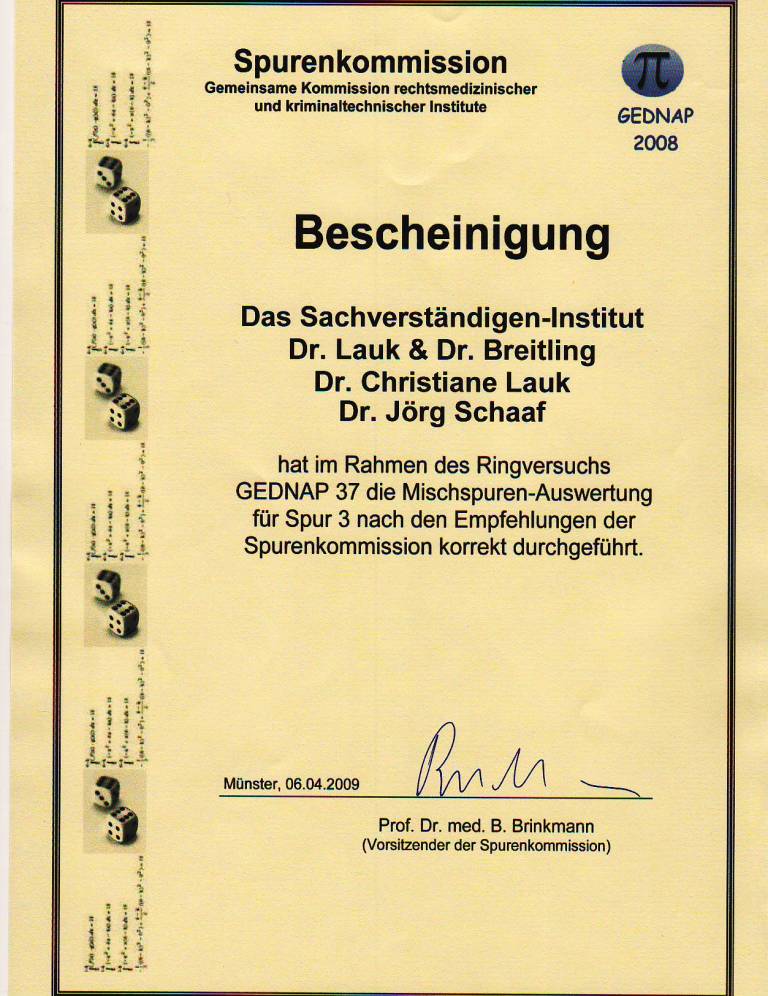 Spurenkommission
Gemeinsame Kommission rechtsmedizinischer
und kriminaltechnischer Institute
π
GEDNAP
2008
Bescheinigung
Das Sachverständigen-Institut
Dr. Lauk & Dr. Breitling
Dr. Christiane Lauk
Dr. Jörg Schaaf
hat im Rahmen des Ringversuchs
GEDNAP 37 die Mischspuren-Auswertung
für Spur 3 nach den Empfehlungen der
Spurenkommission korrekt durchgeführt.
Münster, 06.04.2009
Prof. Dr. med. B. Brinkmann
(Vorsitzender der Spurenkommission)